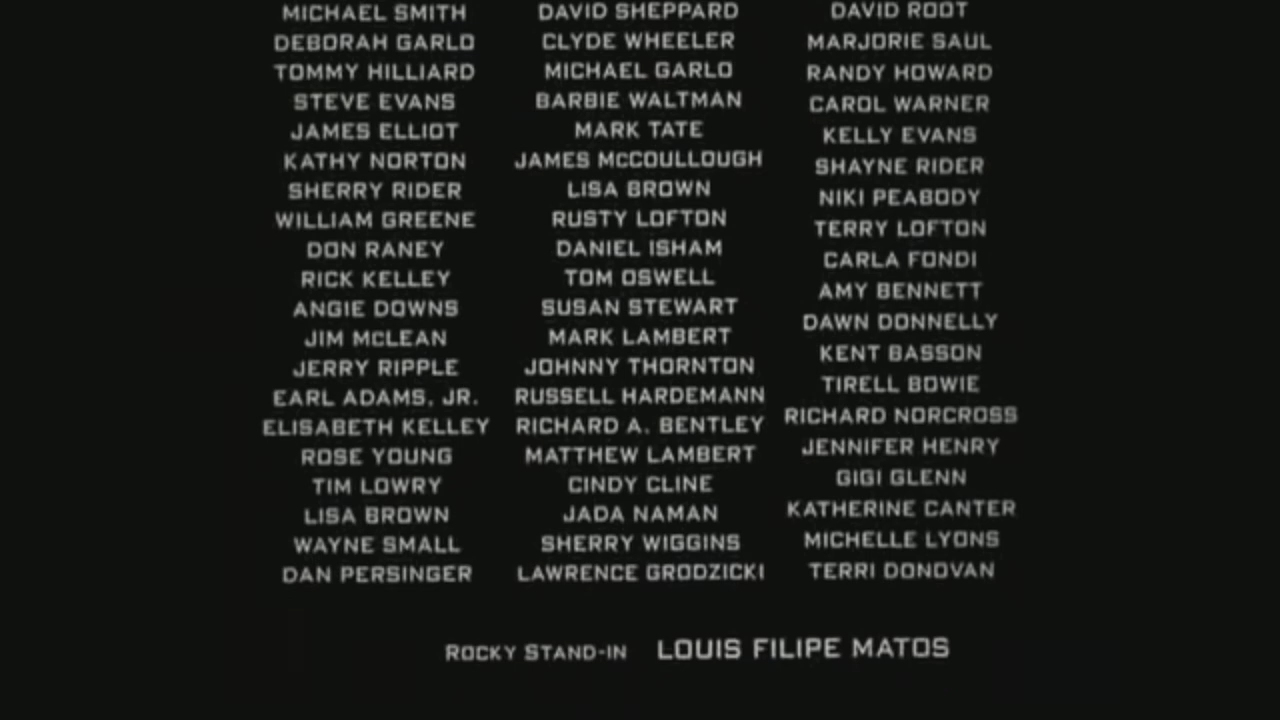 MICHAEL SMITH
DEBORAH GARLO
TOMMY HILLIARD
STEVE EVANS
JAMES ELLIOT
KATHY NORTON
SHERRY RIDER
WILLIAM GREENE
DON RANEY
RICK KELLEY
ANGIE DOWNS
JIM McLEAN
JERRY RIPPLE
EARL ADAMS, JR.
ELISABETH KELLEY
ROSE YOUNG
TIM LOWRY
LISA BROWN
WAYNE SMALL
DAN PERSINGER
DAVID SHEPPARD
CLYDE WHEELER
MICHAEL GARLO
BARBIE WALTMAN
MARK TATE
JAMES McCOULLOUGH
LISA BROWN
RUSTY LOFTON
DANIEL ISHAM
TOM OSWELL
SUSAN STEWART
MARK LAMBERT
JOHNNY THORNTON
RUSSELL HARDEMANN
RICHARD A. BENTLEY
MATTHEW LAMBERT
CINDY CLINE
JADA NAMAN
SHERRY WIGGINS
LAWRENCE GRODZICKI
DAVID ROOT
MARJORIE SAUL
RANDY HOWARD
CAROL WARNER
KELLY EVANS
SHAYNE RIDER
NIKI PEABODY
TERRY LOFTON
CARLA FONDI
AMY BENNETT
DAWN DONNELLY
KENT BASSON
TIRELL BOWIE
RICHARD NORCROSS
JENNIFER HENRY
GIGI GLENN
KATHERINE CANTER
MICHELLE LYONS
TERRI DONOVAN
ROCKY STAND-IN LOUIS FILIPE MATOS